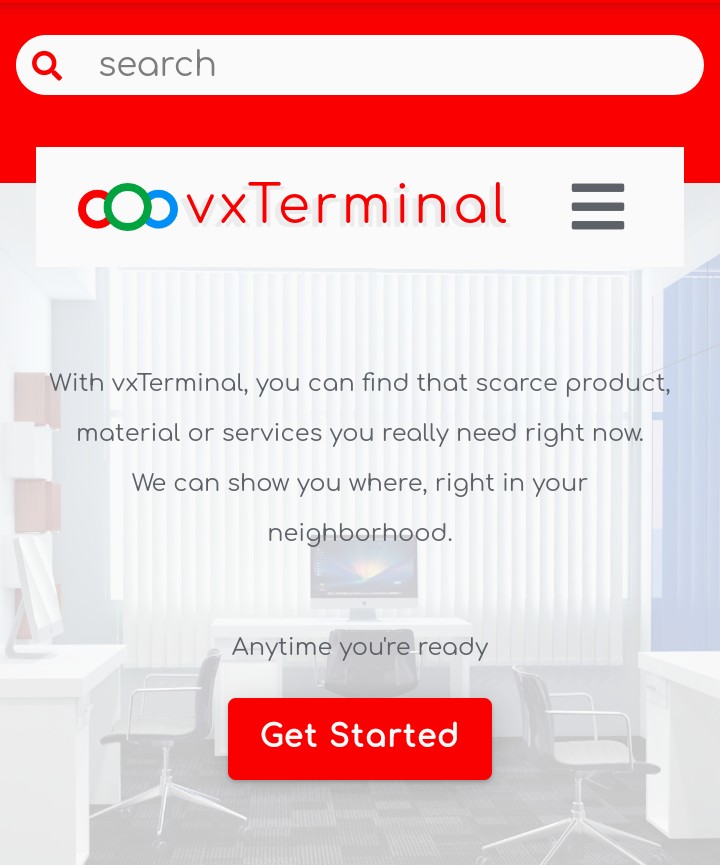 search
vxTerminal
With vxTerminal, you can find that scarce product,
material or services you really need right now.
We can show you where, right in your
neighborhood.
Anytime you're ready
Get Started